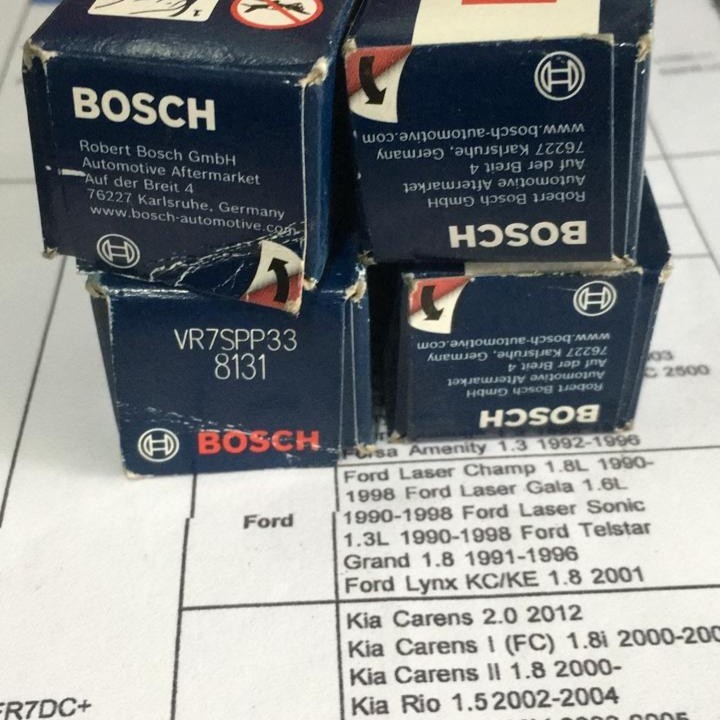 BOSCH
Robert Bosch GmbH
Automotive Aftermarket
Auf der Breit 4
76227 Karlsruhe, Germany
www.bosch-automotive.com
BOSCH
Robert Bosch GmbH
Automotive Aftermarket
Auf der Breit 4
76227 Karlsruhe, Germany
www.bosch-automotive.com
VR7SPP33
8131
BOSCH
BOSCH
Robert Bosch GmbH
Automotive Aftermarket
Auf der Breit 4
76227 Karlsruhe, Germany
www.bosch-automotive.com
03
C 2500
Amenity 1.3 1992-1996
Ford
Ford Laser Champ 1.8L 1990-
1998 Ford Laser Gala 1.6L
1990-1998 Ford Laser Sonic
1.3L 1990-1998 Ford Telstar
Grand 1.8 1991-1996
Ford Lynx KC/KE 1.8 2001
Kia Carens 2.0 2012
Kia Carens I (FC) 1.8i 2000-200
Kia Carens II 1.8 2000-
Kia Rio 1.5 2002-2004
FR7DC+